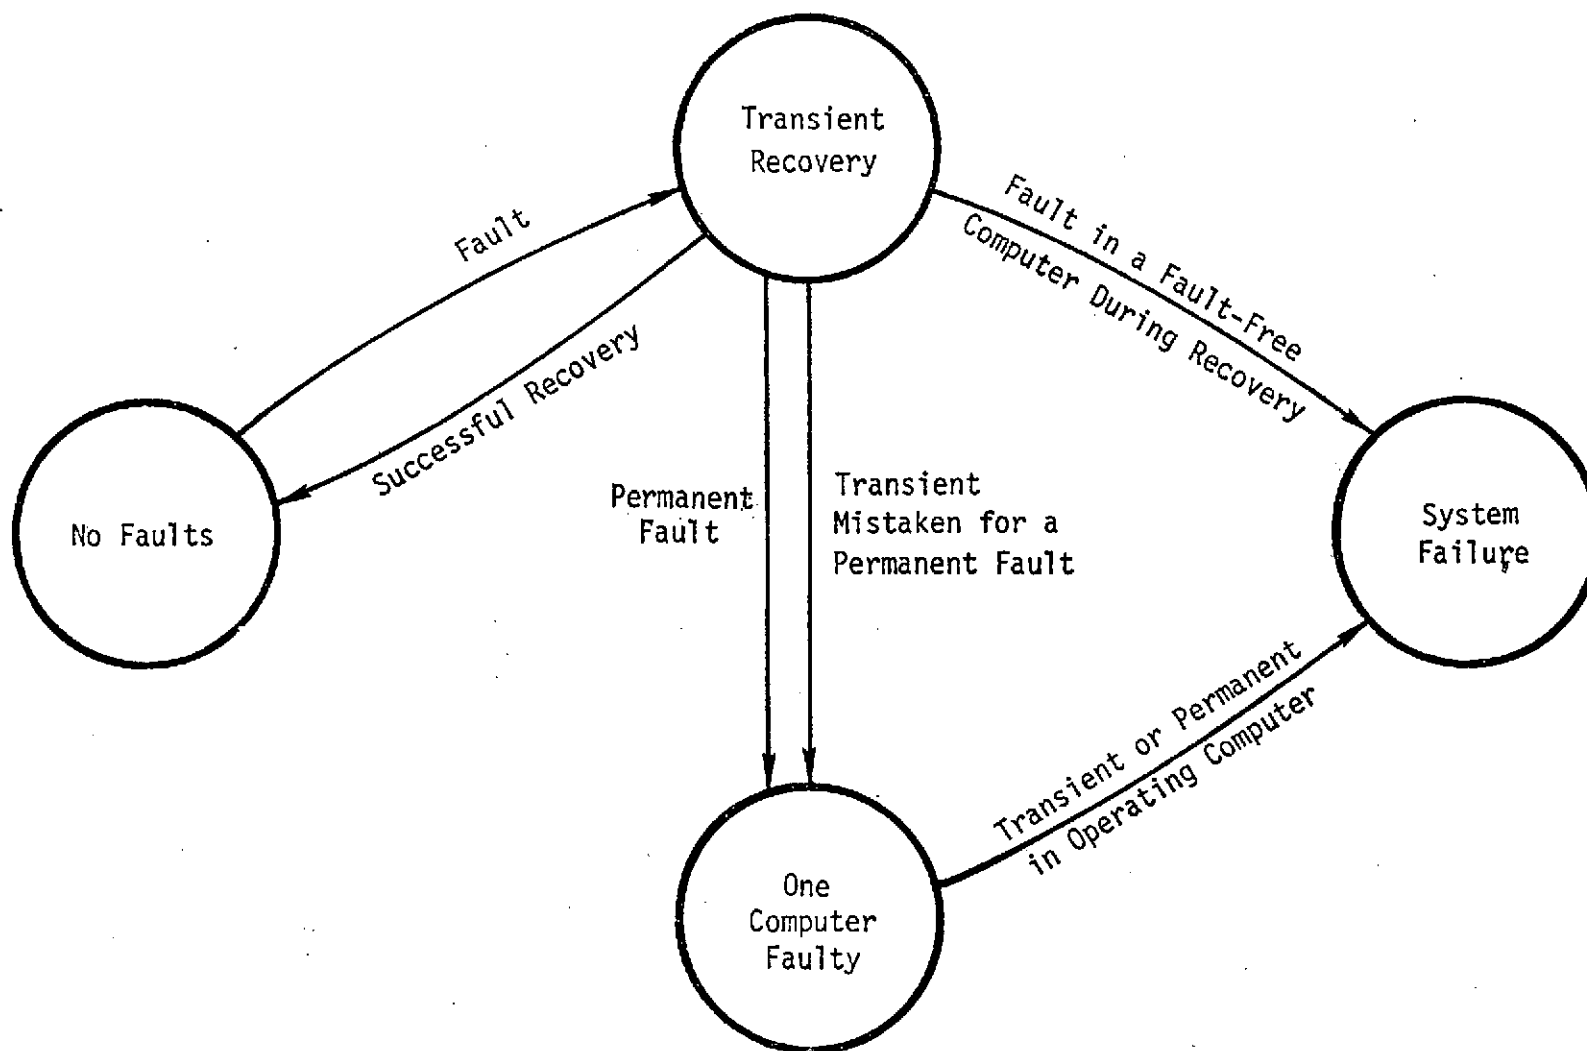 Transient
Recovery
Fault
Successful Recovery
Fault in a Fault-Free
Computer During Recovery
No Faults
Permanent
Fault
Transient
Mistaken for a
Permanent Fault
System
Failure
Transient or Permanent
in Operating Computer
One
Computer
Faulty